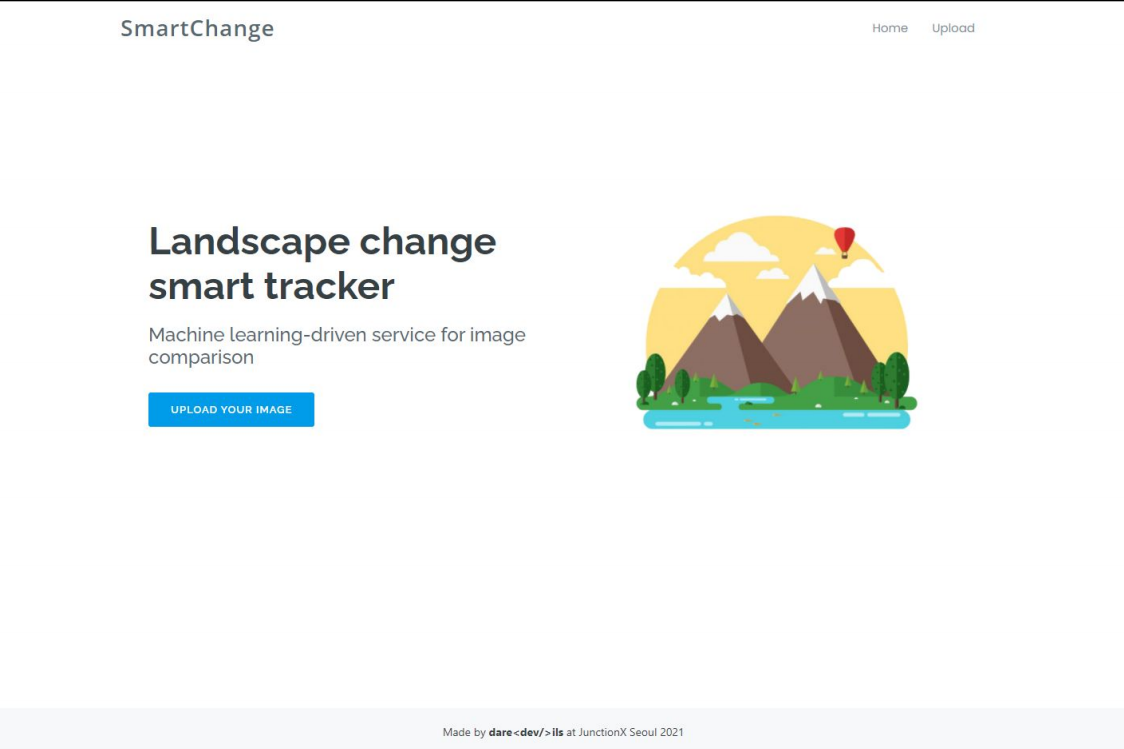 SmartChange
Home
Upload
Landscape change
smart tracker
Machine learning-driven service for image
comparison
UPLOAD YOUR IMAGE
Made by dare<dev/>ils at JunctionX Seoul 2021